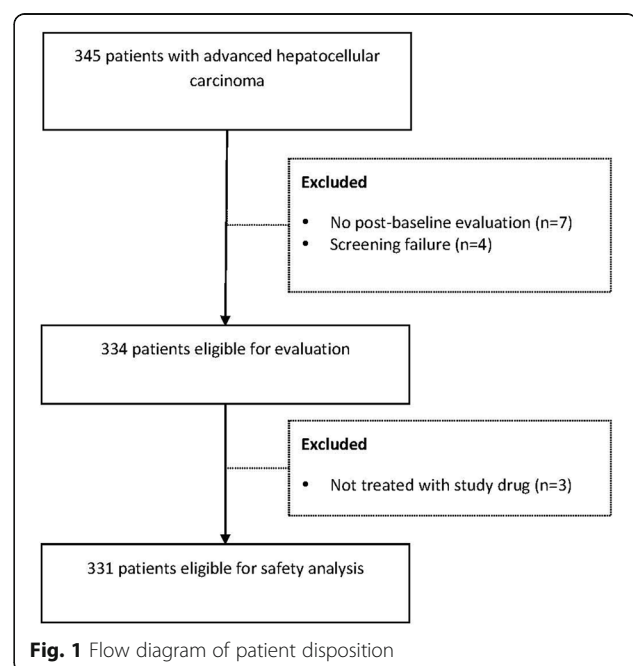 345 patients with advanced hepatocellular
carcinoma
Excluded
• No post-baseline evaluation (n=7)
• Screening failure (n=4)
334 patients eligible for evaluation
Excluded
• Not treated with study drug (n=3)
331 patients eligible for safety analysis
Fig. 1 Flow diagram of patient disposition